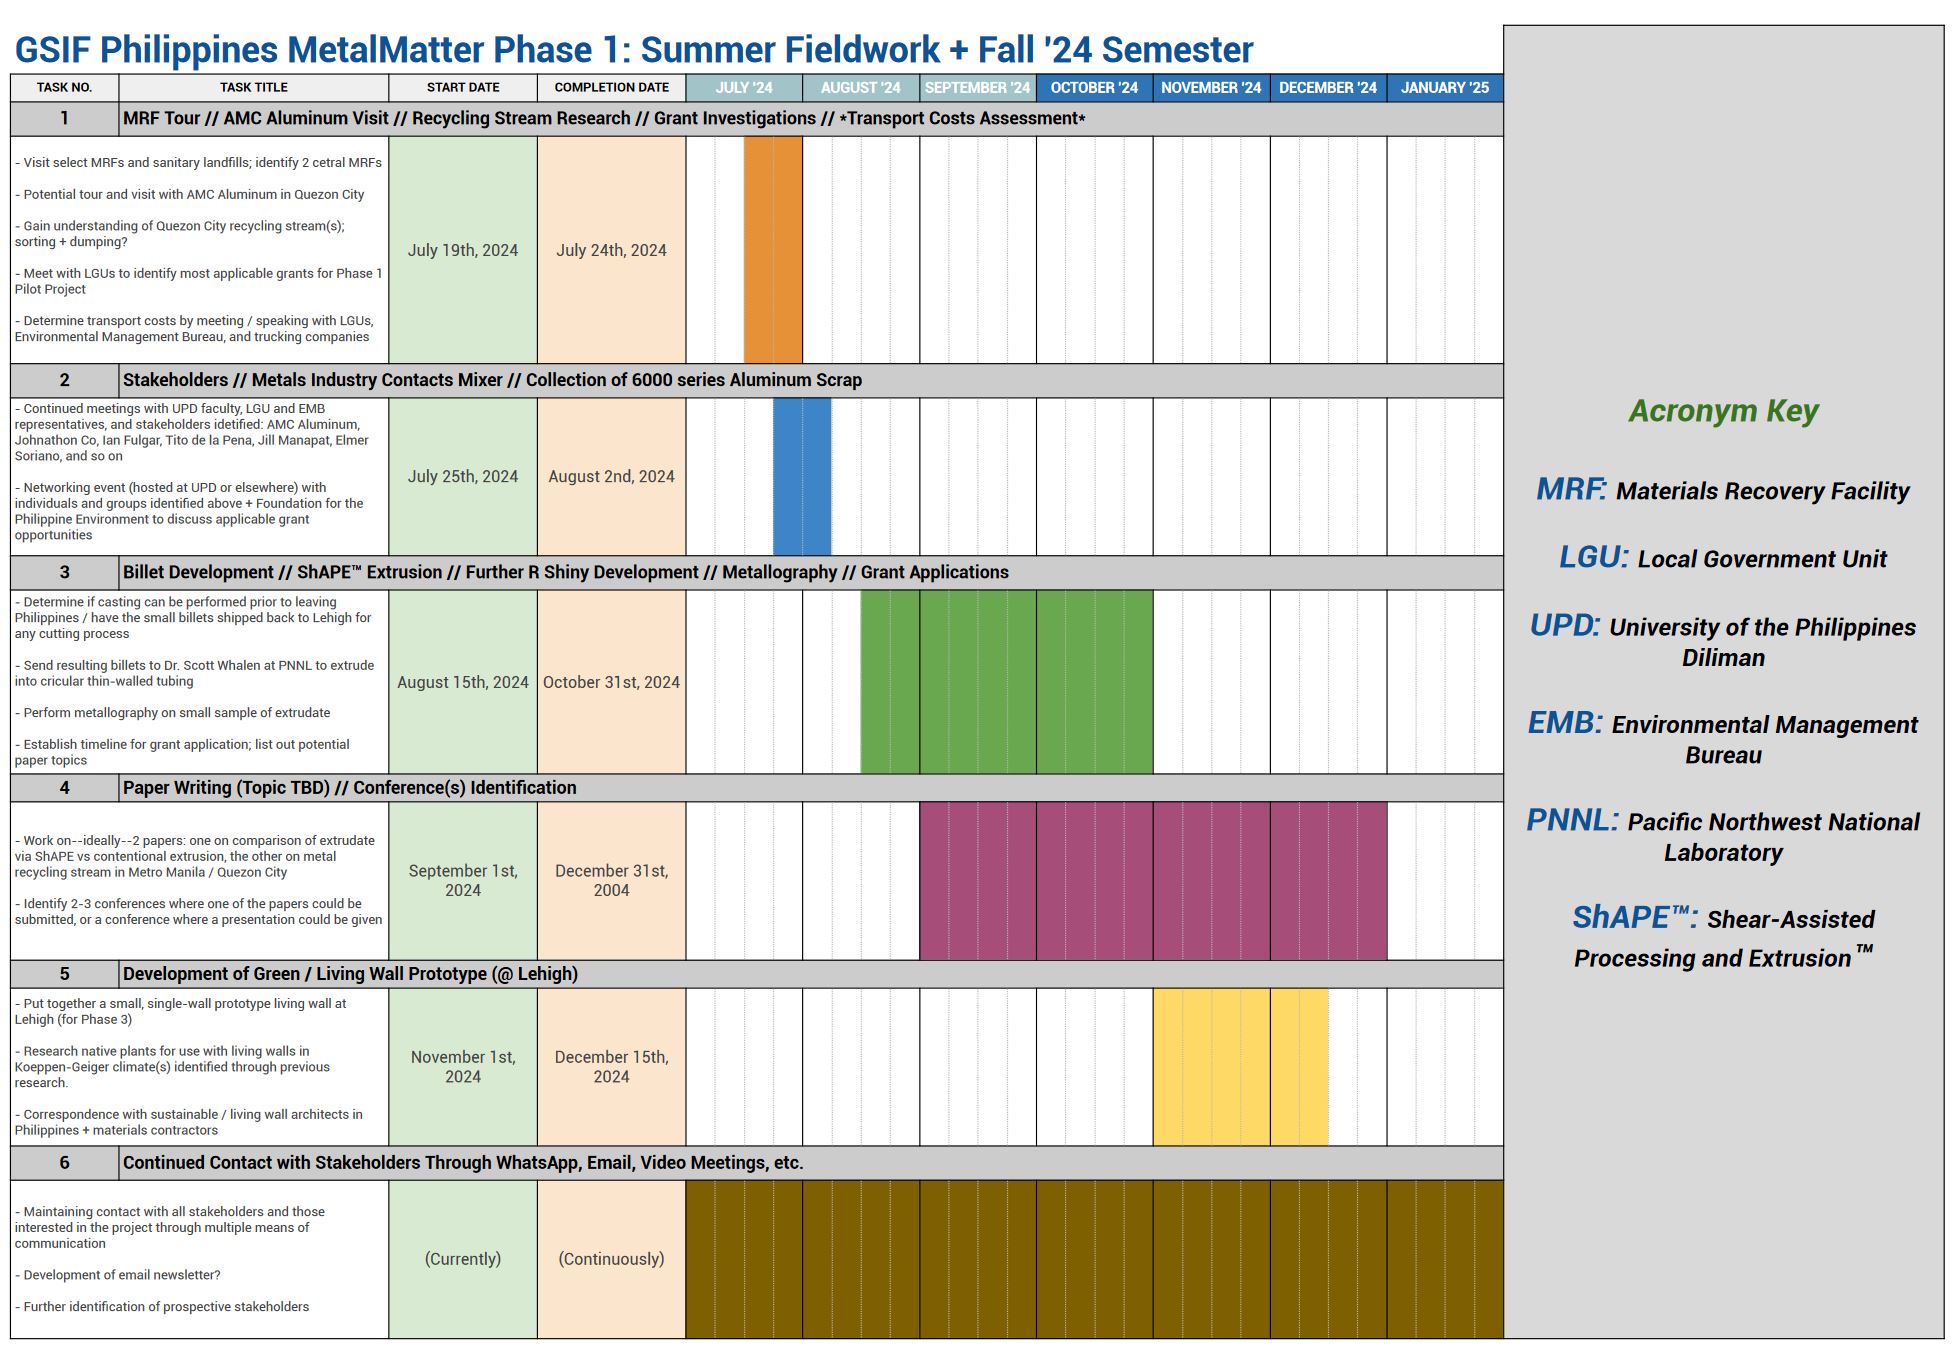 GSIF Philippines MetalMatter Phase 1: Summer Fieldwork + Fall '24 Semester
TASK NO. TASK TITLE START DATE COMPLETION DATE JULY '24 AUGUST '24 SEPTEMBER '24 OCTOBER '24 NOVEMBER '24 DECEMBER '24 JANUARY '25
1 MRF Tour // AMC Aluminum Visit // Recycling Stream Research // Grant Investigations // *Transport Costs Assessment*
- Visit select MRFs and sanitary landfills; identify 2 cetral MRFs
- Potential tour and visit with AMC Aluminum in Quezon City
- Gain understanding of Quezon City recycling stream(s);
sorting + dumping?
- Meet with LGUs to identify most applicable grants for Phase 1
Pilot Project
- Determine transport costs by meeting / speaking with LGUs,
Environmental Management Bureau, and trucking companies
July 19th, 2024
July 24th, 2024
2 Stakeholders // Metals Industry Contacts Mixer // Collection of 6000 series Aluminum Scrap
- Continued meetings with UPD faculty, LGU and EMB
representatives, and stakeholders idetified: AMC Aluminum,
Johnathon Co, Ian Fulgar, Tito de la Pena, Jill Manapat, Elmer
Soriano, and so on
- Networking event (hosted at UPD or elsewhere) with
individuals and groups identified above + Foundation for the
Philippine Environment to discuss applicable grant
opportunities
July 25th, 2024
August 2nd, 2024
3 Billet Development // ShAPE™ Extrusion // Further R Shiny Development // Metallography // Grant Applications
- Determine if casting can be performed prior to leaving
Philippines / have the small billets shipped back to Lehigh for
any cutting process
- Send resulting billets to Dr. Scott Whalen at PNNL to extrude
into cricular thin-walled tubing
- Perform metallography on small sample of extrudate
- Establish timeline for grant application; list out potential
paper topics
August 15th, 2024
October 31st, 2024
4 Paper Writing (Topic TBD) // Conference(s) Identification
- Work on--ideally--2 papers: one on comparison of extrudate
via ShAPE vs contentional extrusion, the other on metal
recycling stream in Metro Manila / Quezon City
- Identify 2-3 conferences where one of the papers could be
submitted, or a conference where a presentation could be given
September 1st,
2024
December 31st,
2004
5 Development of Green / Living Wall Prototype (@ Lehigh)
- Put together a small, single-wall prototype living wall at
Lehigh (for Phase 3)
- Research native plants for use with living walls in
Koeppen-Geiger climate(s) identified through previous
research.
- Correspondence with sustainable / living wall architects in
Philippines + materials contractors
November 1st,
2024
December 15th,
2024
6 Continued Contact with Stakeholders Through WhatsApp, Email, Video Meetings, etc.
- Maintaining contact with all stakeholders and those
interested in the project through multiple means of
communication
- Development of email newsletter?
- Further identification of prospective stakeholders
(Currently)
(Continuously)
Acronym Key
MRF: Materials Recovery Facility
LGU: Local Government Unit
UPD: University of the Philippines
Diliman
EMB: Environmental Management
Bureau
PNNL: Pacific Northwest National
Laboratory
ShAPE™: Shear-Assisted
Processing and Extrusion™